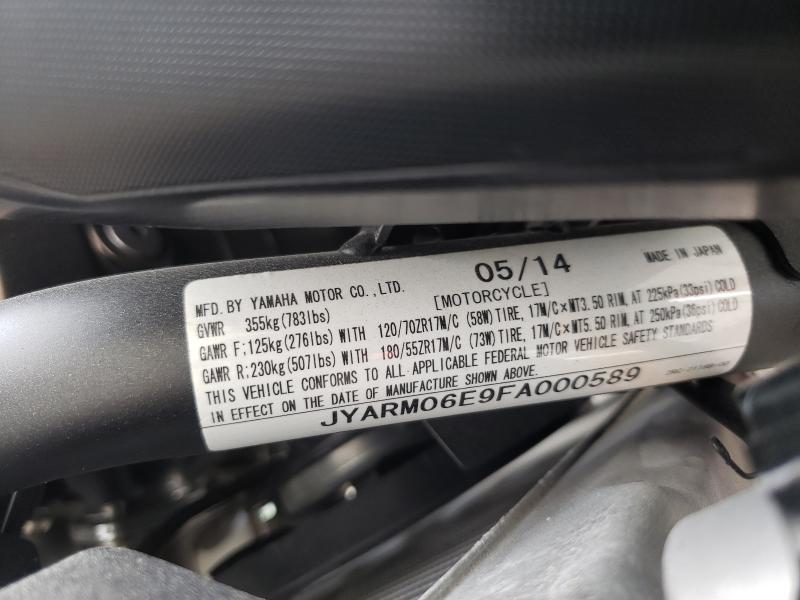 MFD. BY YAMAHA MOTOR CO., LTD. 05/14 MADE IN JAPAN
GVWR 355kg(783lbs) [MOTORCYCLE]
GAWR F;125kg(276lbs) WITH 120/70ZR17M/C (58W)TIRE, 17M/C×MT3.50 RIM, AT 225kPa(33psi)COLD
GAWR R:230kg(507lbs) WITH 180/55ZR17M/C (73W)TIRE, 17M/C×MT5.50 RIM, AT 250kPa(36psi)COLD
THIS VEHICLE CONFORMS TO ALL APPLICABLE FEDERAL MOTOR VEHICLE SAFETY STANDARDS
IN EFFECT ON THE DATE OF MANUFACTURE SHOWN ABOVE.
JYARM06E9FA000589